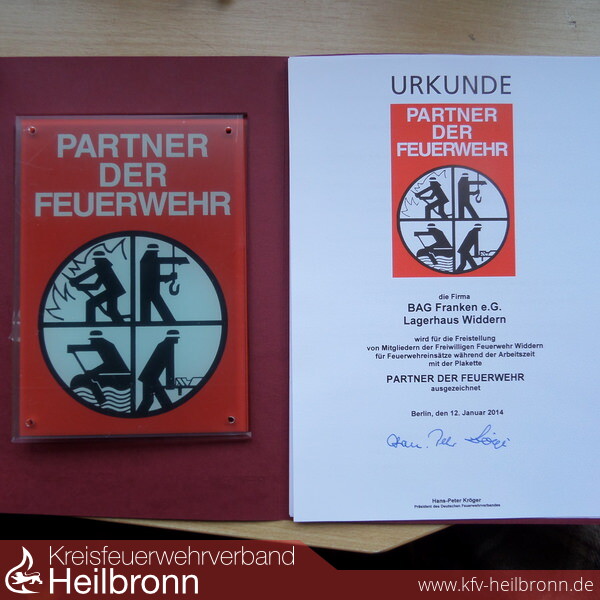 PARTNER
DER
FEUERWEHR
URKUNDE
PARTNER
DER
FEUERWEHR
die Firma
BAG Franken e.G.
Lagerhaus Widdern
wird für die Freistellung
von Mitgliedern der Freiwilligen Feuerwehr Widdern
für Feuerwehreinsätze während der Arbeitszeit
mit der Plakette
PARTNER DER FEUERWEHR
ausgezeichnet
Berlin, den 12. Januar 2014
Hans-Peter Kröger
Präsident des Deutschen Feuerwehrverbandes
Kreisfeuerwehrverband
Heilbronn
www.kfv-heilbronn.de